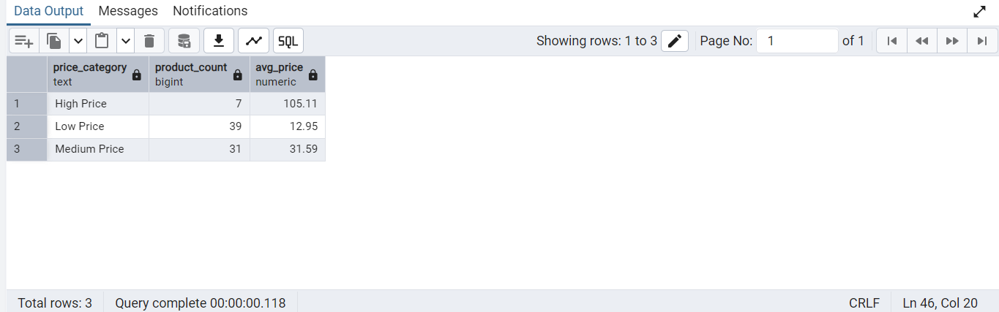 Data Output Messages Notifications
SQL Showing rows: 1 to 3 Page No: 1 of 1
price_category product_count avg_price
text bigint numeric
1 High Price 7 105.11
2 Low Price 39 12.95
3 Medium Price 31 31.59
Total rows: 3 Query complete 00:00:00.118 CRLF Ln 46, Col 20